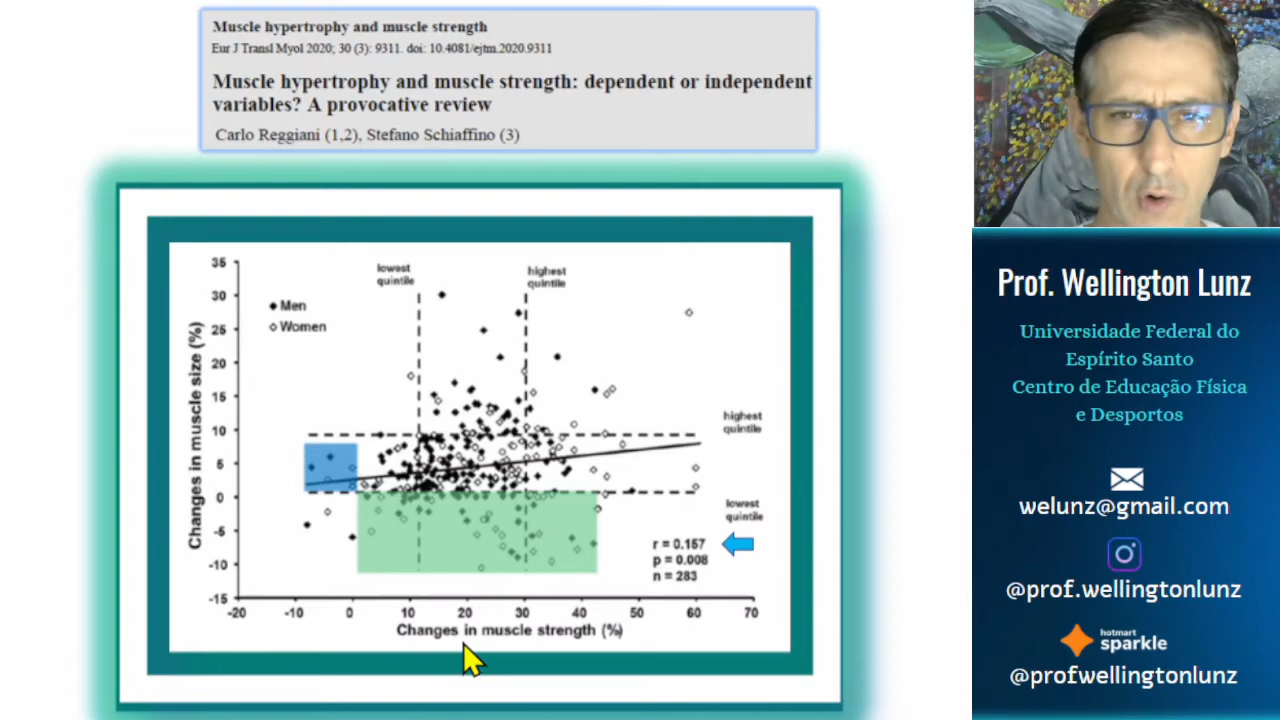 Muscle hypertrophy and muscle strength
Eur J Transl Myol 2020; 30 (3): 9311. doi: 10.4081/ejtm.2020.9311
Muscle hypertrophy and muscle strength: dependent or independent
variables? A provocative review
Carlo Reggiani (1,2), Stefano Schiaffino (3)
lowest
quintile
highest
quintile
Men
Women
Changes in muscle size (%)
35
30
25
20
15
10
5
0
-5
-10
-15
highest
quintile
lowest
quintile
r = 0.157
p = 0.008
n = 283
-20
-10
0
10
20
30
40
50
60
70
Changes in muscle strength (%)
Prof. Wellington Lunz
Universidade Federal do
Espírito Santo
Centro de Educação Física
e Desportos
welunz@gmail.com
@prof.wellingtonlunz
hotmart
sparkle
@profwellingtonlunz